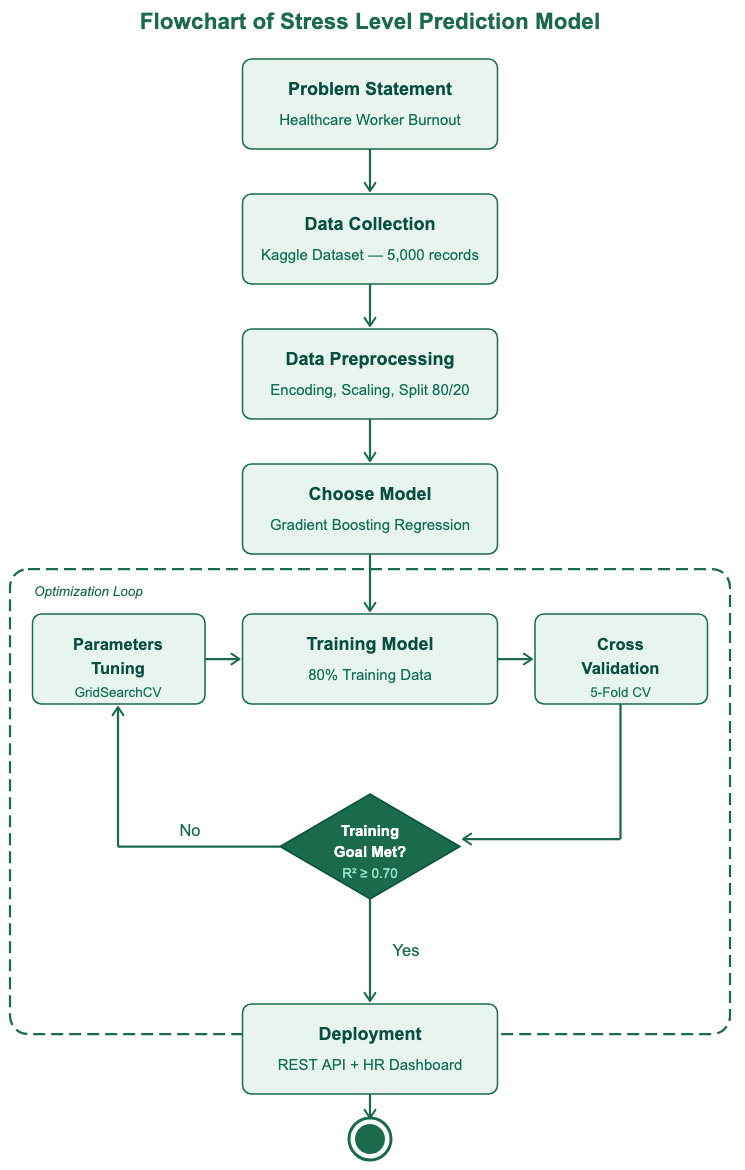 Flowchart of Stress Level Prediction Model
Problem Statement
Healthcare Worker Burnout
Data Collection
Kaggle Dataset — 5,000 records
Data Preprocessing
Encoding, Scaling, Split 80/20
Choose Model
Gradient Boosting Regression
Optimization Loop
Parameters
Tuning
GridSearchCV
Training Model
80% Training Data
Cross
Validation
5-Fold CV
Training
Goal Met?
R² ≥ 0.70
No
Yes
Deployment
REST API + HR Dashboard